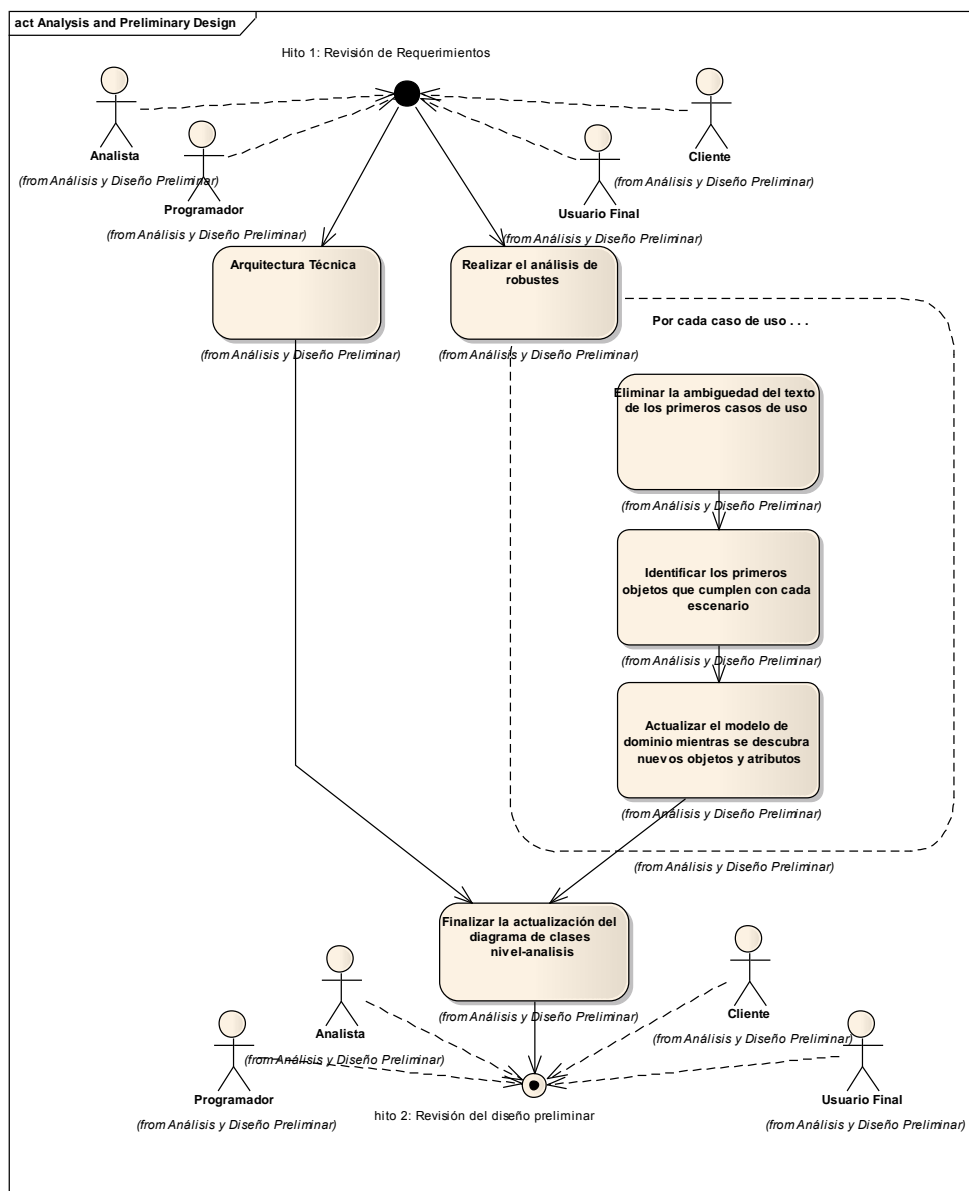 act Analysis and Preliminary Design
Hito 1: Revisión de Requerimientos
Analista
(from Análisis y Diseño Preliminar)
Programador
(from Análisis y Diseño Preliminar)
Cliente
(from Análisis y Diseño Preliminar)
Usuario Final
(from Análisis y Diseño Preliminar)
Arquitectura Técnica
(from Análisis y Diseño Preliminar)
Realizar el análisis de
robustes
(from Análisis y Diseño Preliminar)
Por cada caso de uso . . .
Eliminar la ambiguedad del texto
de los primeros casos de uso
(from Análisis y Diseño Preliminar)
Identificar los primeros
objetos que cumplen con cada
escenario
(from Análisis y Diseño Preliminar)
Actualizar el modelo de
dominio mientras se descubra
nuevos objetos y atributos
(from Análisis y Diseño Preliminar)
(from Análisis y Diseño Preliminar)
Finalizar la actualización del
diagrama de clases
nivel-analisis
(from Análisis y Diseño Preliminar)
Analista
(from Análisis y Diseño Preliminar)
Cliente
(from Análisis y Diseño Preliminar)
Programador
(from Análisis y Diseño Preliminar)
Usuario Final
(from Análisis y Diseño Preliminar)
hito 2: Revisión del diseño preliminar